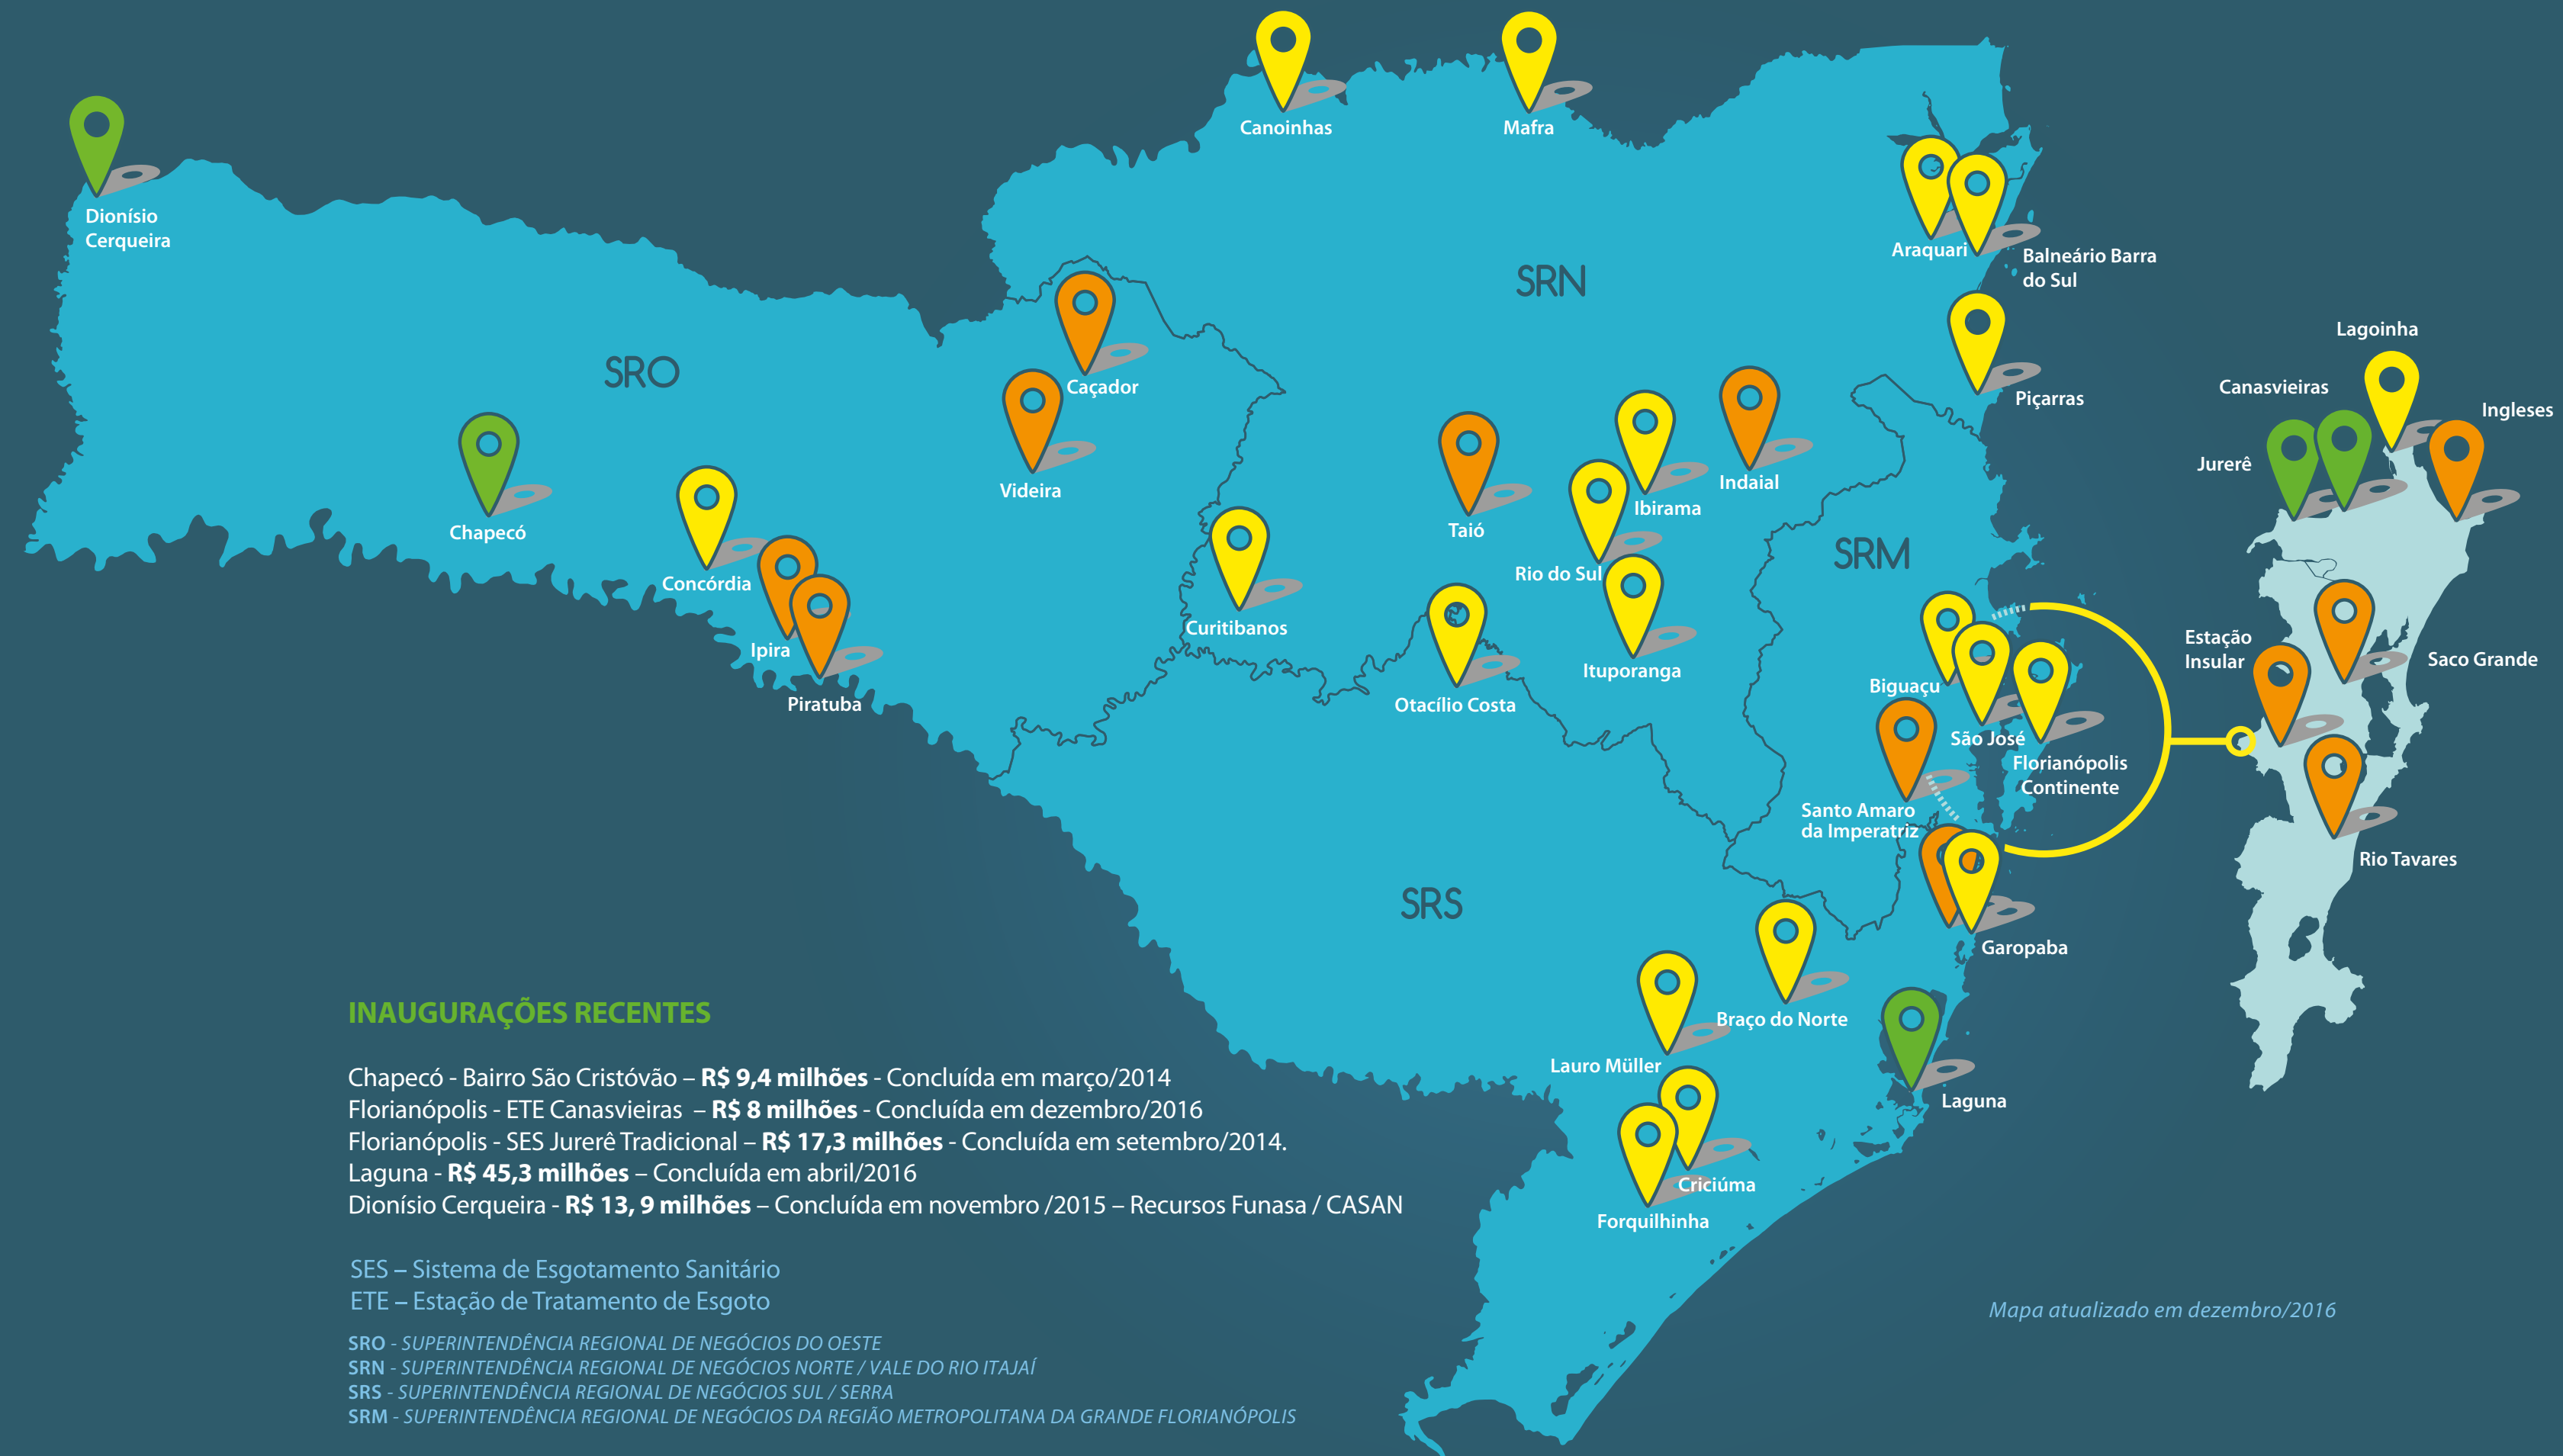 Canoinhas
Mafra
Dionísio
Cerqueira
Araquari
Balneário Barra
do Sul
SRN
Lagoinha
SRO
Caçador
Canasvieiras
Piçarras
Ingleses
Jurerê
Videira
Indaial
Ibirama
Chapecó
Taió
SRM
Rio do Sul
Concórdia
Curitibanos
Estação
Insular
Ipira
Saco Grande
Ituporanga
Biguaçu
Piratuba
Otacílio Costa
São José
Florianópolis
Continente
Santo Amaro
da Imperatriz
Rio Tavares
SRS
Garopaba
Braço do Norte
Lauro Müller
Laguna
Criciúma
Forquilhinha
INAUGURAÇÕES RECENTES
Chapecó - Bairro São Cristóvão – R$ 9,4 milhões - Concluída em março/2014
Florianópolis - ETE Canasvieiras – R$ 8 milhões - Concluída em dezembro/2016
Florianópolis - SES Jurerê Tradicional – R$ 17,3 milhões - Concluída em setembro/2014.
Laguna - R$ 45,3 milhões – Concluída em abril/2016
Dionísio Cerqueira - R$ 13, 9 milhões – Concluída em novembro /2015 – Recursos Funasa / CASAN
SES – Sistema de Esgotamento Sanitário
ETE – Estação de Tratamento de Esgoto
Mapa atualizado em dezembro/2016
SRO - SUPERINTENDÊNCIA REGIONAL DE NEGÓCIOS DO OESTE
SRN - SUPERINTENDÊNCIA REGIONAL DE NEGÓCIOS NORTE / VALE DO RIO ITAJAÍ
SRS - SUPERINTENDÊNCIA REGIONAL DE NEGÓCIOS SUL / SERRA
SRM - SUPERINTENDÊNCIA REGIONAL DE NEGÓCIOS DA REGIÃO METROPOLITANA DA GRANDE FLORIANÓPOLIS